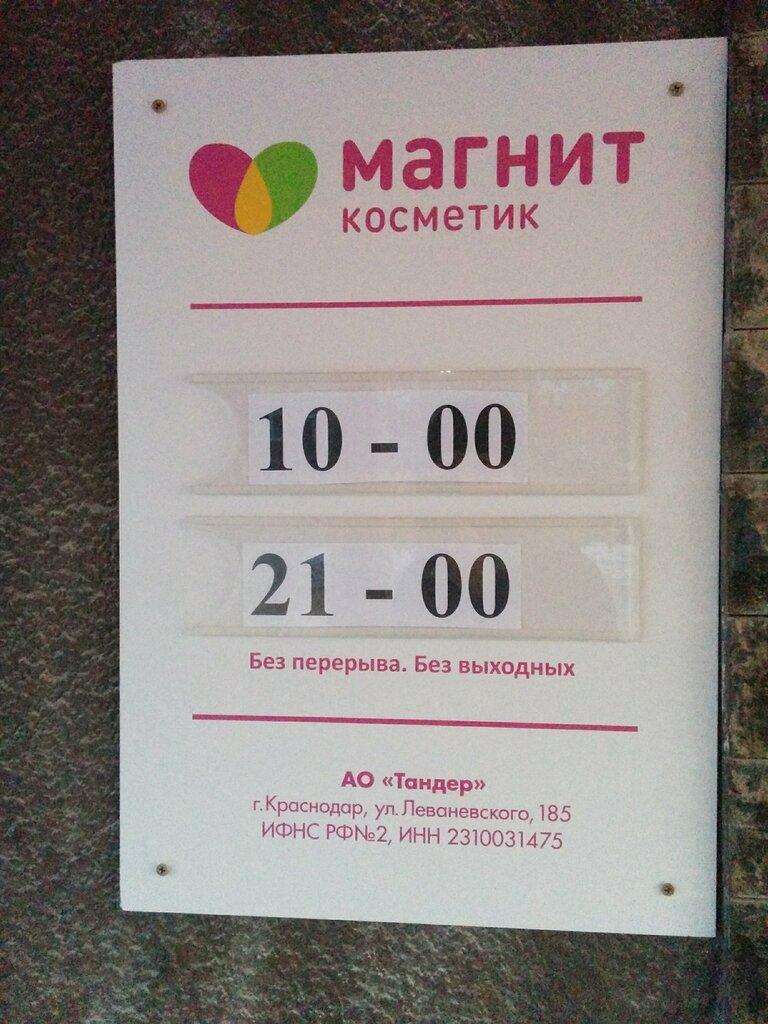 магнит
косметик
10 - 00
21 - 00
Без перерыва. Без выходных
АО «Тандер»
г. Краснодар, ул. Леваневского, 185
ИФНС РФ№2, ИНН 2310031475